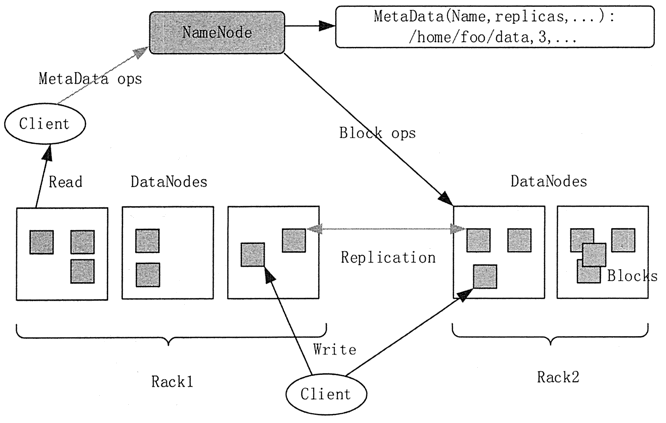 NameNode
MetaData(Name,replicas,...):
/home/foo/data,3,...
MetaData ops
Client
Block ops
Read
DataNodes
DataNodes
Replication
Blocks
Write
Rack1
Client
Rack2